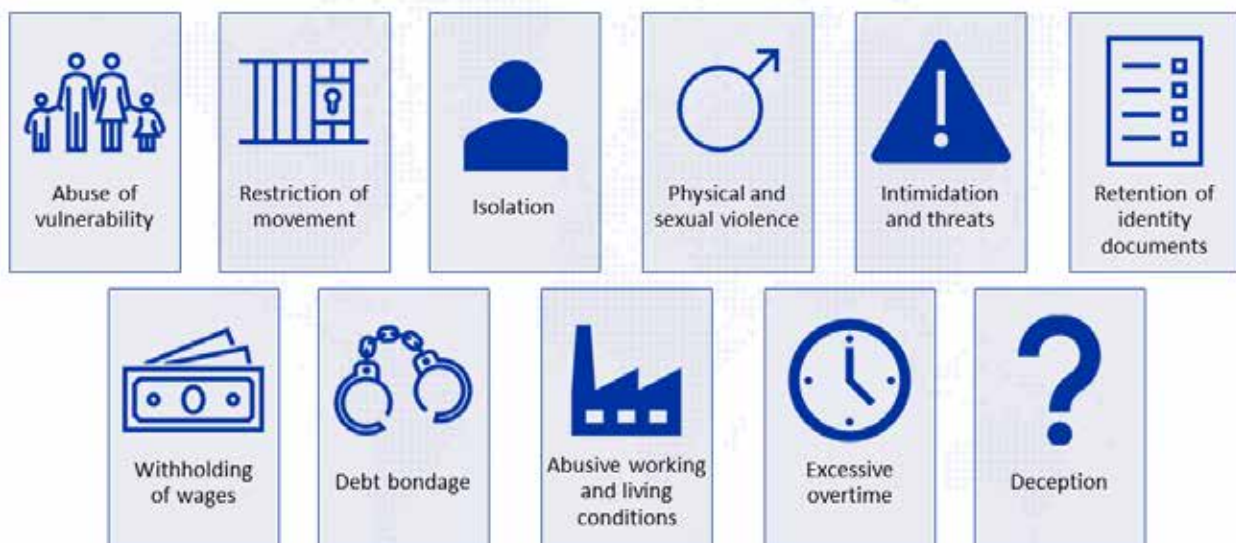 Abuse of
vulnerability
Restriction of
movement
Isolation
Physical and
sexual violence
Intimidation
and threats
Retention of
identity
documents
Withholding
of wages
Debt bondage
Abusive working
and living
conditions
Excessive
overtime
Deception